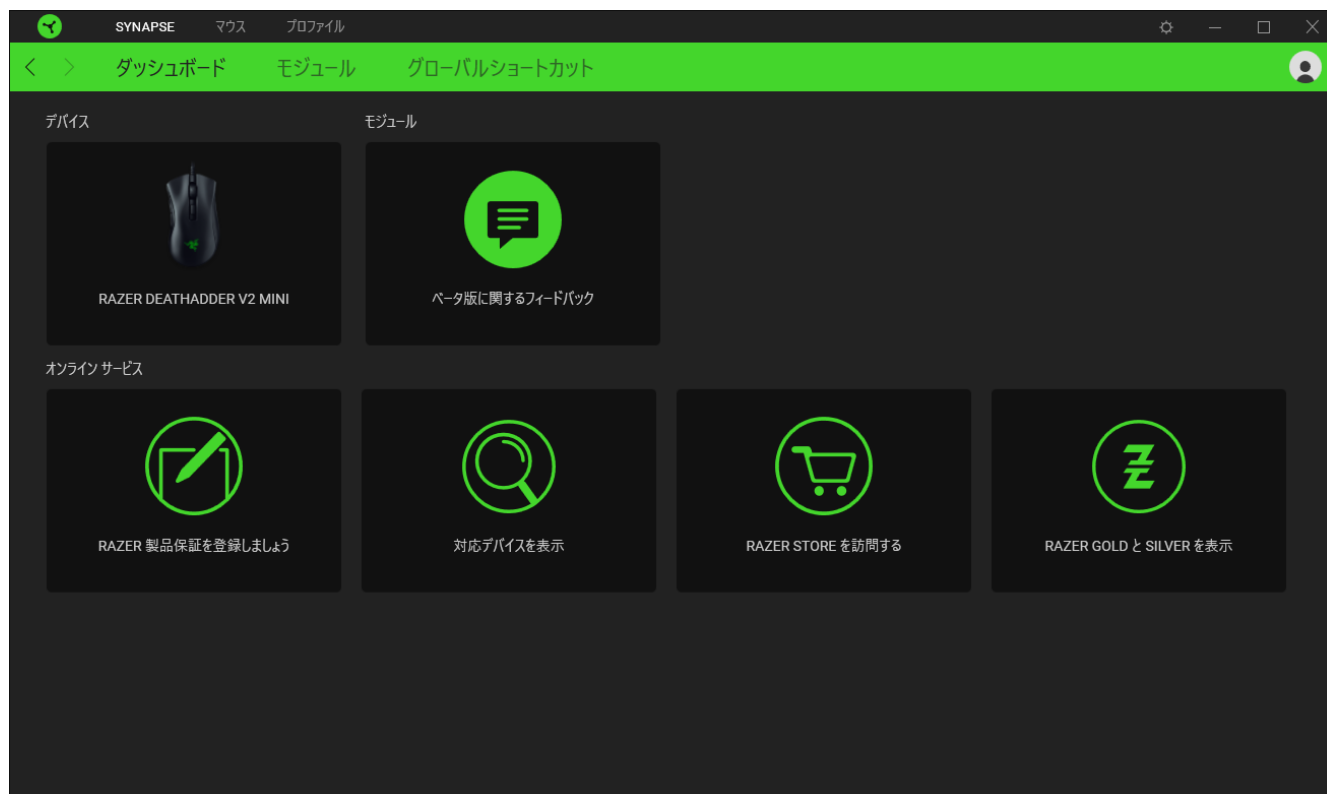 SYNAPSE マウス プロファイル
ダッシュボード モジュール グローバルショートカット
デバイス モジュール
RAZER DEATHADDER V2 MINI ベータ版に関するフィードバック
オンライン サービス
RAZER 製品保証を登録しましょう 対応デバイスを表示 RAZER STORE を訪問する RAZER GOLD と SILVER を表示